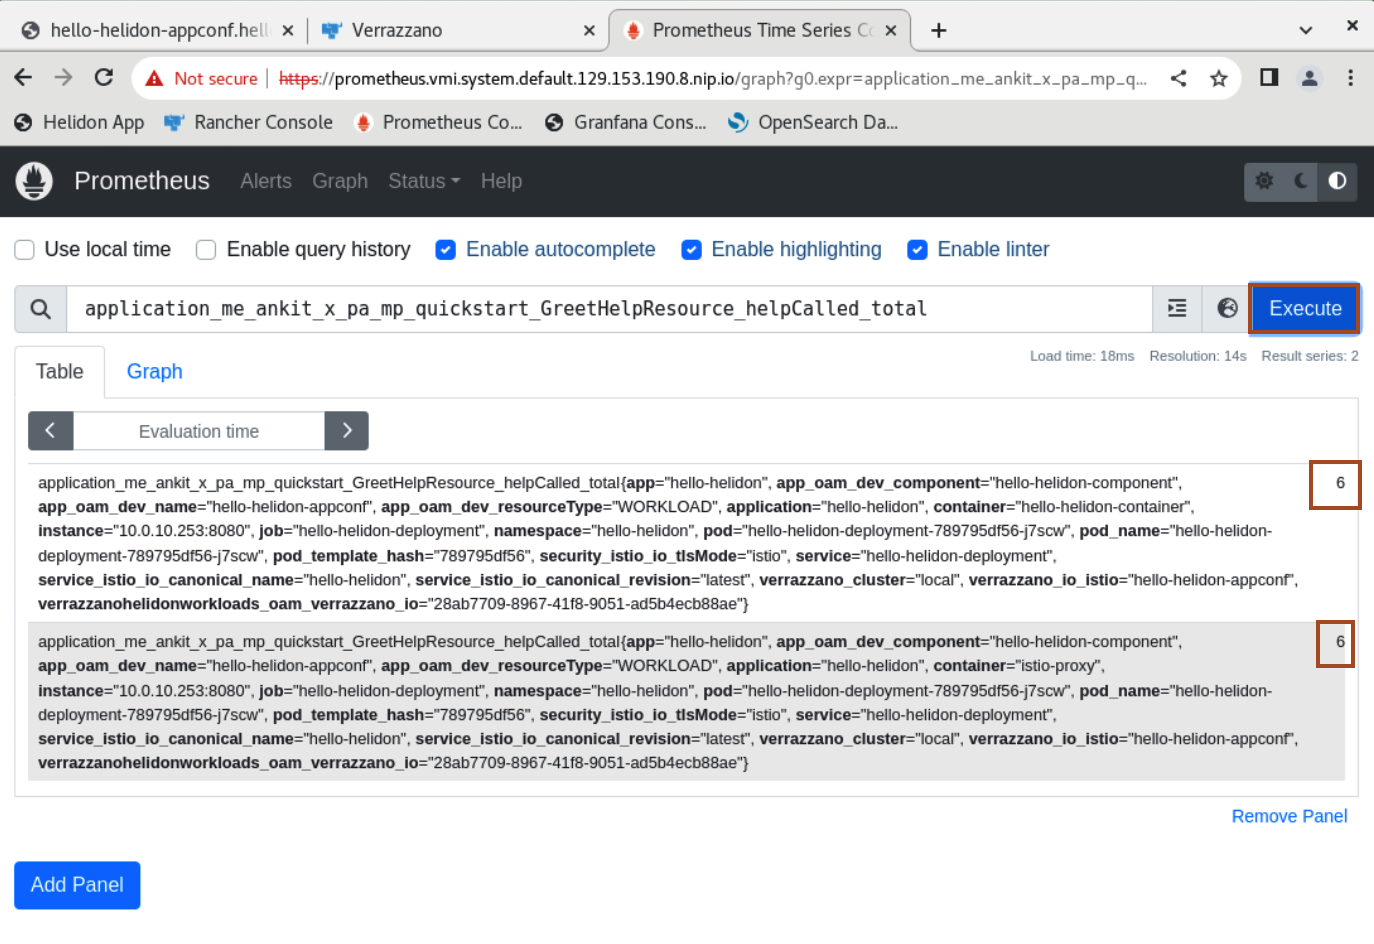 hello-helidon-appconf.hell
Verrazzano
Prometheus Time Series Co
Not secure
https://prometheus.vmi.system.default.129.153.190.8.nip.io/graph?g0.expr=application_me_ankit_x_pa_mp_q...
Helidon App
Rancher Console
Prometheus Co...
Granfana Cons...
OpenSearch Da...
Prometheus
Alerts
Graph
Status
Help
Use local time
Enable query history
Enable autocomplete
Enable highlighting
Enable linter
application_me_ankit_x_pa_mp_quickstart_GreetHelpResource_helpCalled_total
Execute
Table
Graph
Load time: 18ms
Resolution: 14s
Result series: 2
Evaluation time
application_me_ankit_x_pa_mp_quickstart_GreetHelpResource_helpCalled_total{app="hello-helidon", app_oam_dev_component="hello-helidon-component",
6
app_oam_dev_name="hello-helidon-appconf", app_oam_dev_resourceType="WORKLOAD", application="hello-helidon", container="hello-helidon-container",
instance="10.0.10.253:8080", job="hello-helidon-deployment", namespace="hello-helidon", pod="hello-helidon-deployment-789795df56-j7scw", pod_name="hello-helidon-
deployment-789795df56-j7scw", pod_template_hash="789795df56", security_istio_io_tlsMode="istio", service="hello-helidon-deployment",
service_istio_io_canonical_name="hello-helidon", service_istio_io_canonical_revision="latest", verrazzano_cluster="local", verrazzano_io_istio="hello-helidon-appconf",
verrazzanohelidonworkloads_oam_verrazzano_io="28ab7709-8967-41f8-9051-ad5b4ecb88ae"}
application_me_ankit_x_pa_mp_quickstart_GreetHelpResource_helpCalled_total{app="hello-helidon", app_oam_dev_component="hello-helidon-component",
6
app_oam_dev_name="hello-helidon-appconf", app_oam_dev_resourceType="WORKLOAD", application="hello-helidon", container="istio-proxy",
instance="10.0.10.253:8080", job="hello-helidon-deployment", namespace="hello-helidon", pod="hello-helidon-deployment-789795df56-j7scw", pod_name="hello-helidon-
deployment-789795df56-j7scw", pod_template_hash="789795df56", security_istio_io_tlsMode="istio", service="hello-helidon-deployment",
service_istio_io_canonical_name="hello-helidon", service_istio_io_canonical_revision="latest", verrazzano_cluster="local", verrazzano_io_istio="hello-helidon-appconf",
verrazzanohelidonworkloads_oam_verrazzano_io="28ab7709-8967-41f8-9051-ad5b4ecb88ae"}
Remove Panel
Add Panel